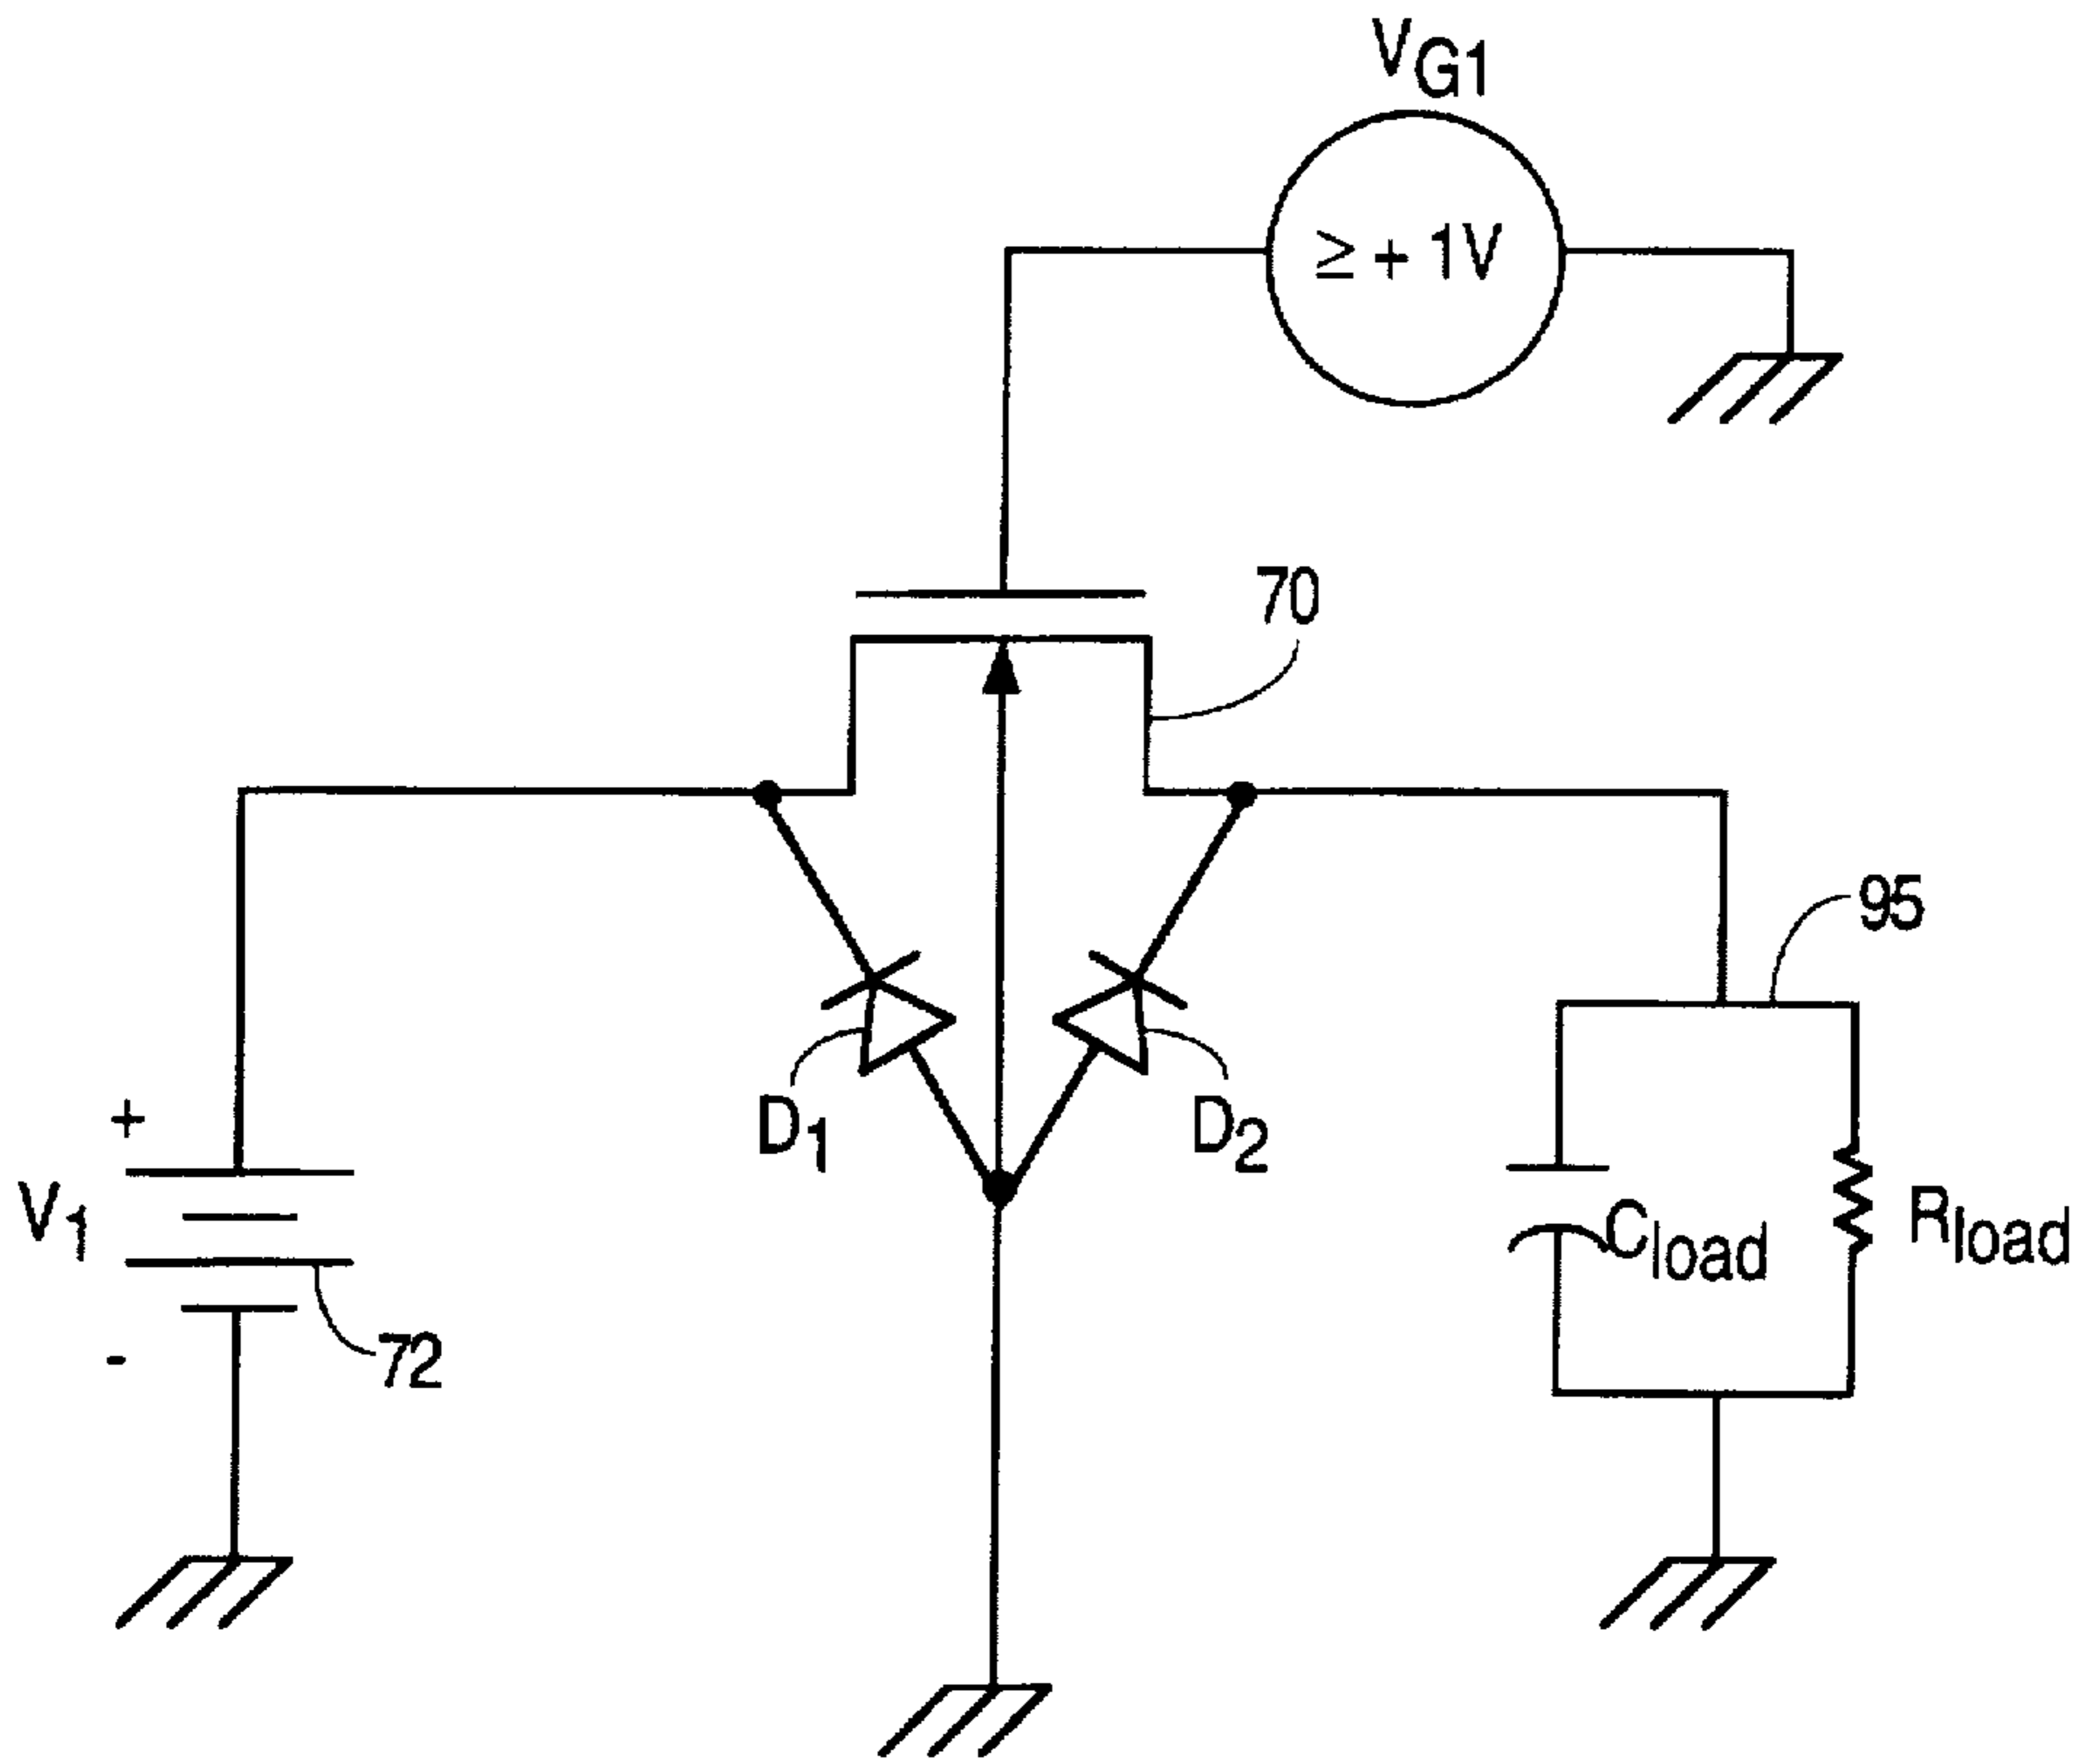 VG1
≥ + 1V
70
95
D1
D2
+
V1
-
72
Cload
Rload